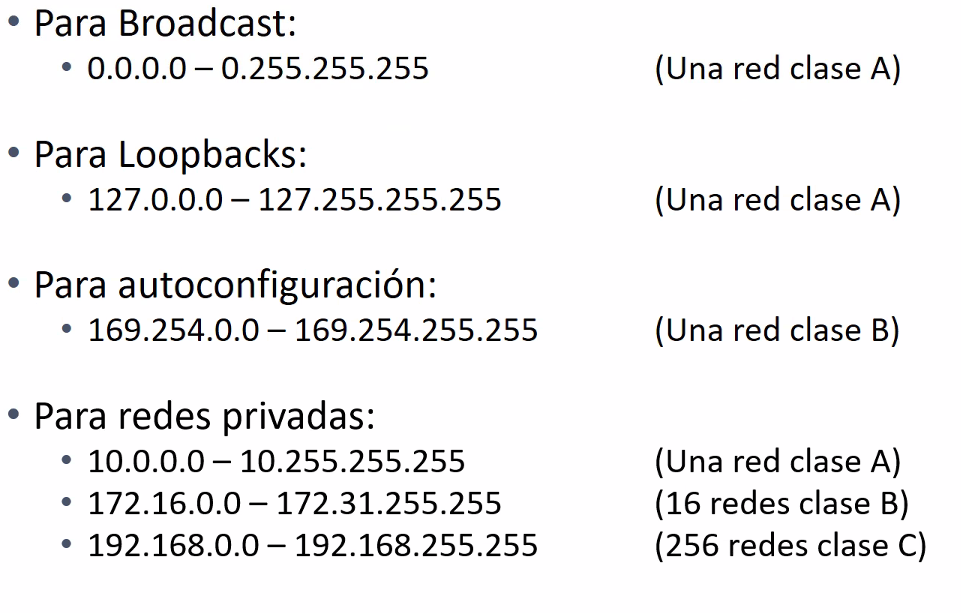 • Para Broadcast:
• 0.0.0.0 – 0.255.255.255 (Una red clase A)
• Para Loopbacks:
• 127.0.0.0 – 127.255.255.255 (Una red clase A)
• Para autoconfiguración:
• 169.254.0.0 – 169.254.255.255 (Una red clase B)
• Para redes privadas:
• 10.0.0.0 – 10.255.255.255 (Una red clase A)
• 172.16.0.0 – 172.31.255.255 (16 redes clase B)
• 192.168.0.0 – 192.168.255.255 (256 redes clase C)